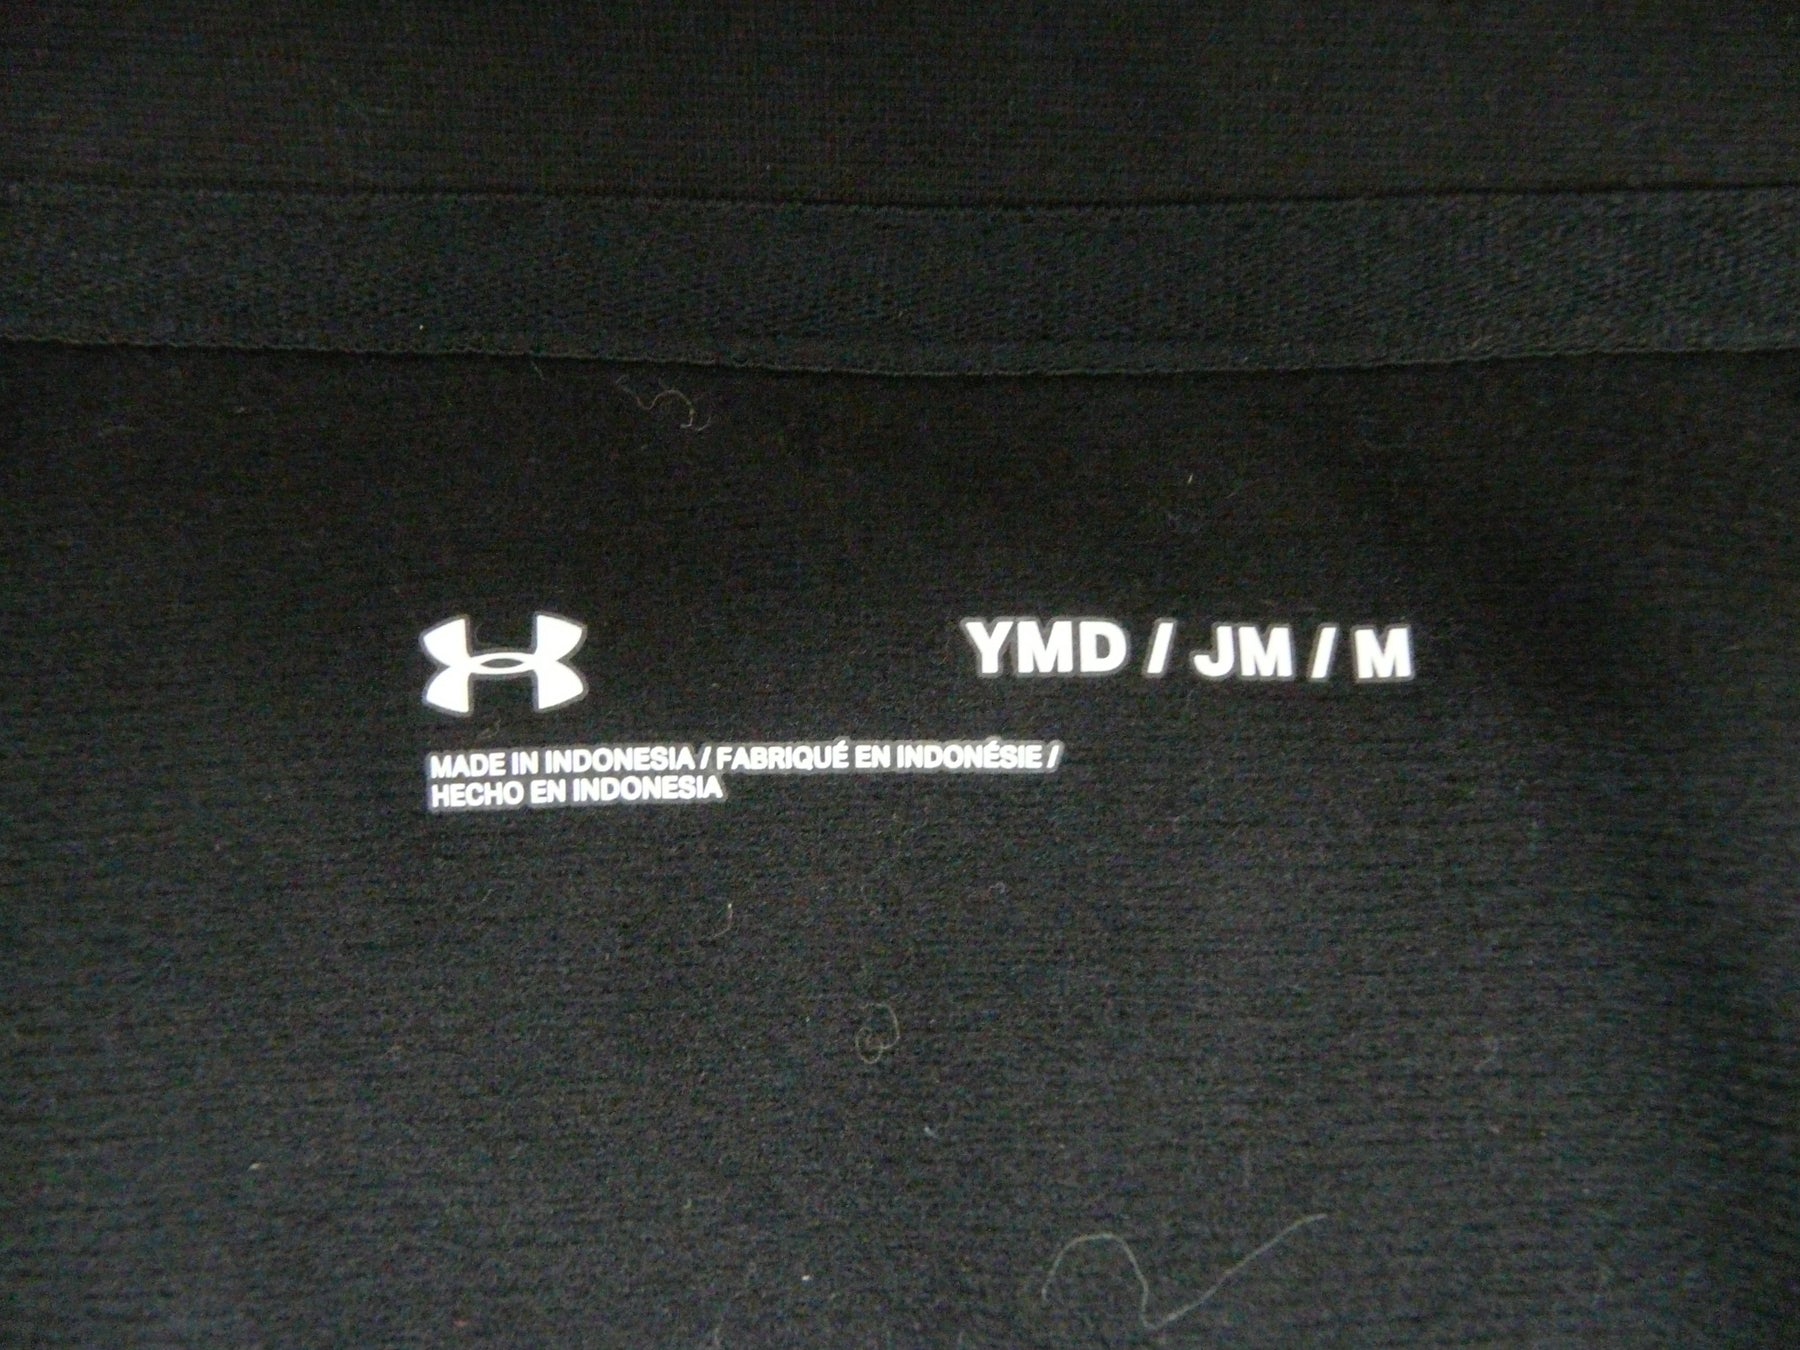 YMD / JM / M
MADE IN INDONESIA / FABRIQUÉ EN INDONÉSIE /
HECHO EN INDONESIA